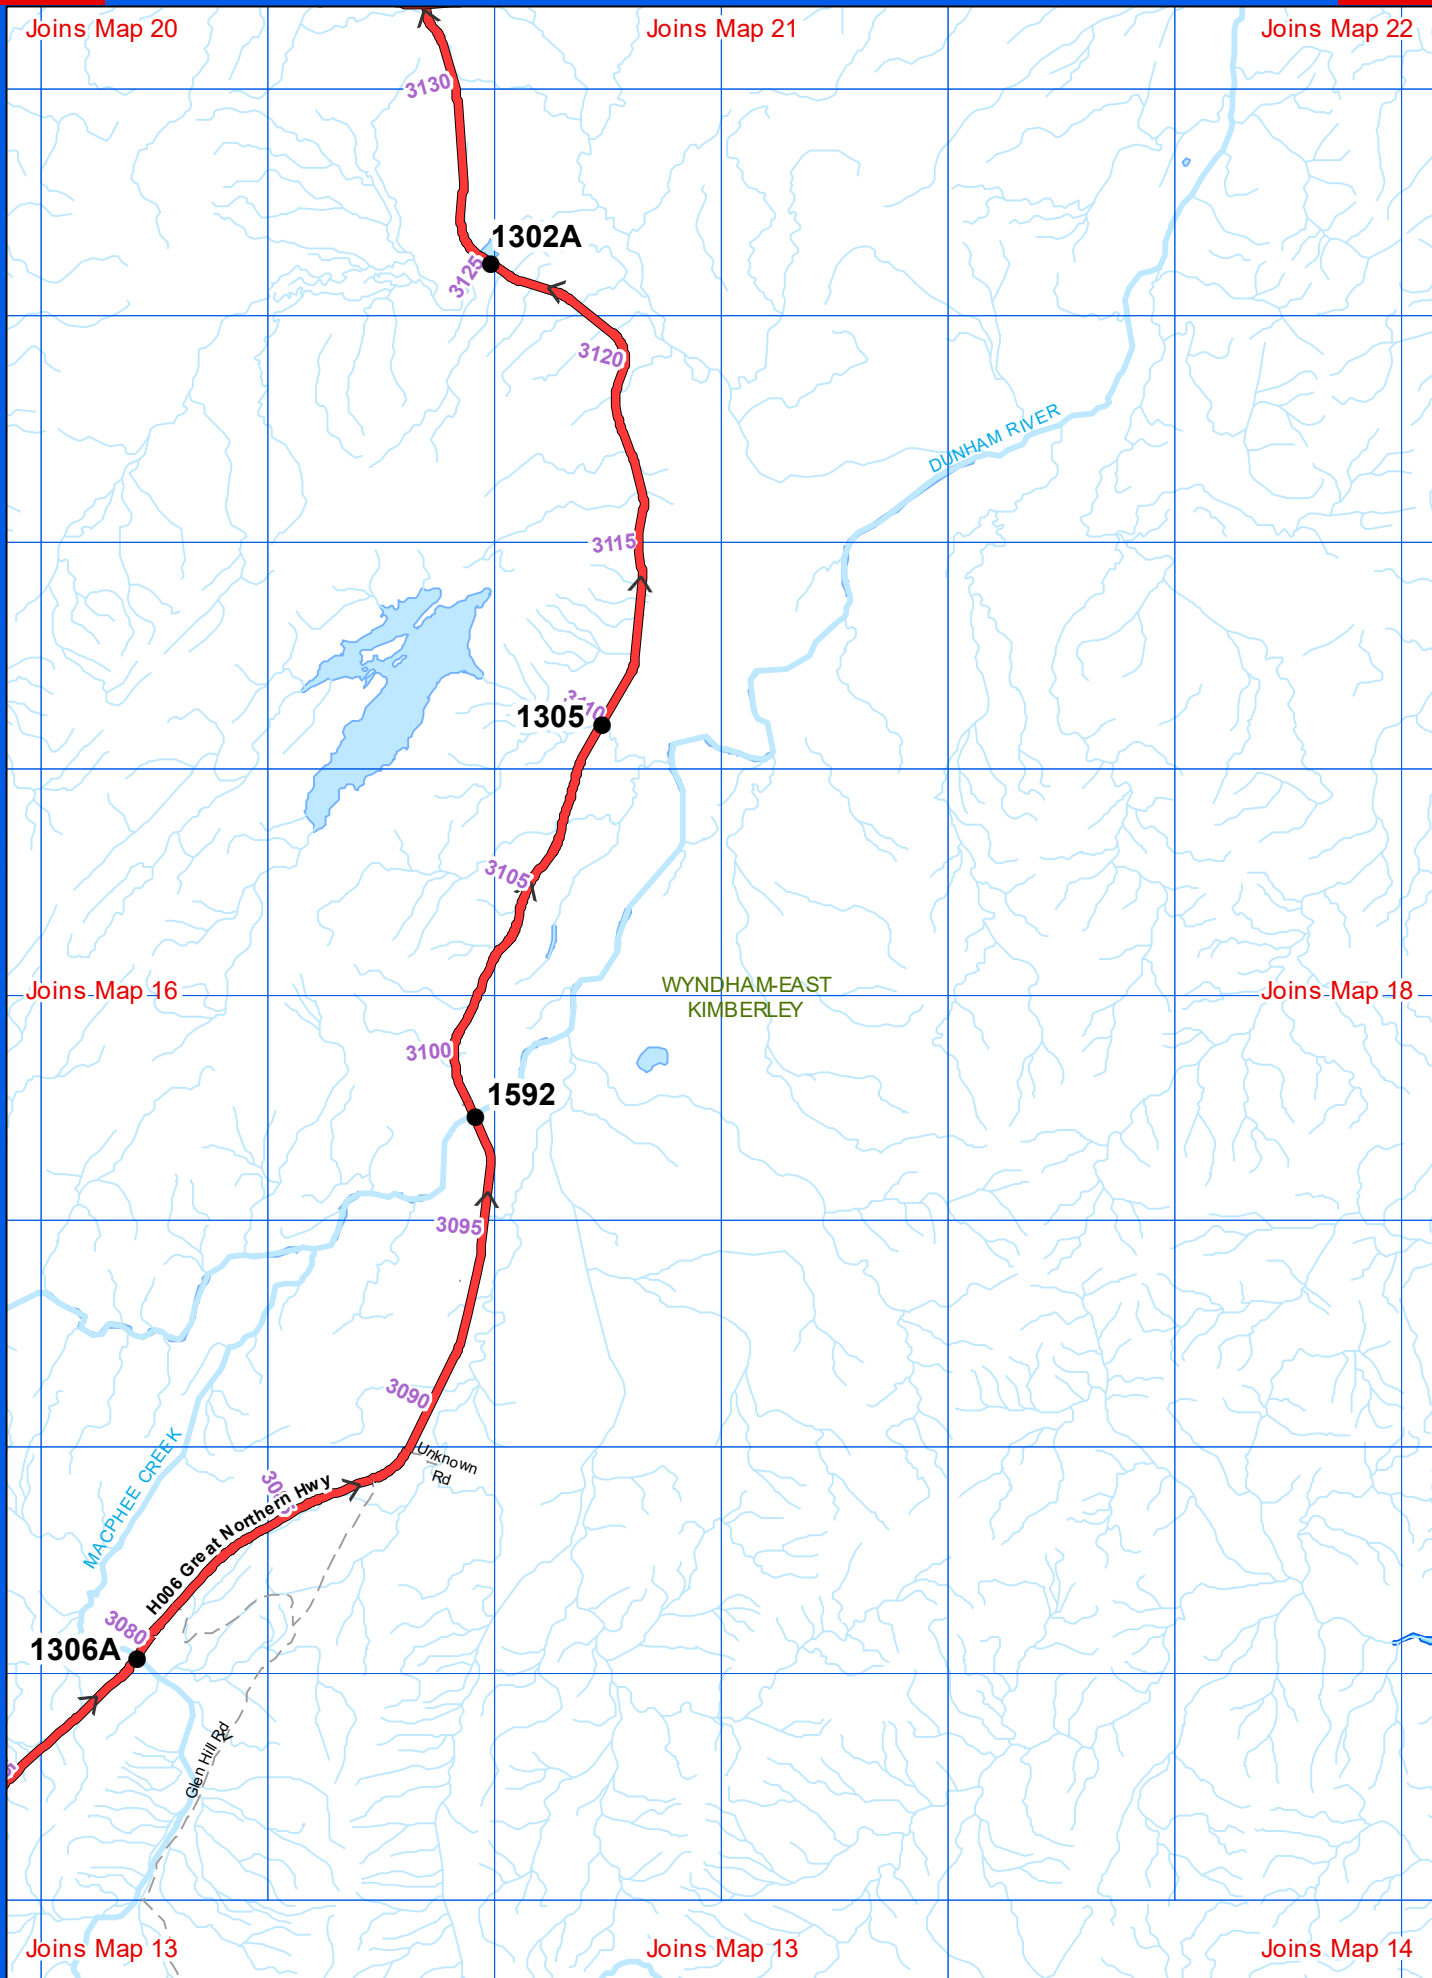 Joins Map 20
Joins Map 21
Joins Map 22
3130
1302A
3125
3120
DUNHAM RIVER
3115
3110
1305
3105
WYNDHAM-EAST
KIMBERLEY
Joins Map 16
Joins Map 18
3100
1592
3095
3090
Unknown
Rd
MACPHEE CREEK
H006 Great Northern Hwy
3080
1306A
Glen Hill Rd
Joins Map 13
Joins Map 13
Joins Map 14